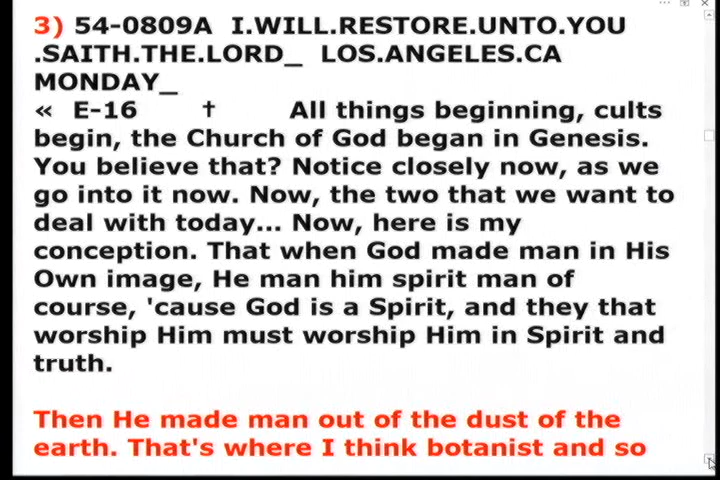 3) 54-0809A I.WILL.RESTORE.UNTO.YOU
.SAITH.THE.LORD_ LOS.ANGELES.CA
MONDAY_
« E-16 † All things beginning, cults
begin, the Church of God began in Genesis.
You believe that? Notice closely now, as we
go into it now. Now, the two that we want to
deal with today... Now, here is my
conception. That when God made man in His
Own image, He man him spirit man of
course, 'cause God is a Spirit, and they that
worship Him must worship Him in Spirit and
truth.
Then He made man out of the dust of the
earth. That's where I think botanist and so